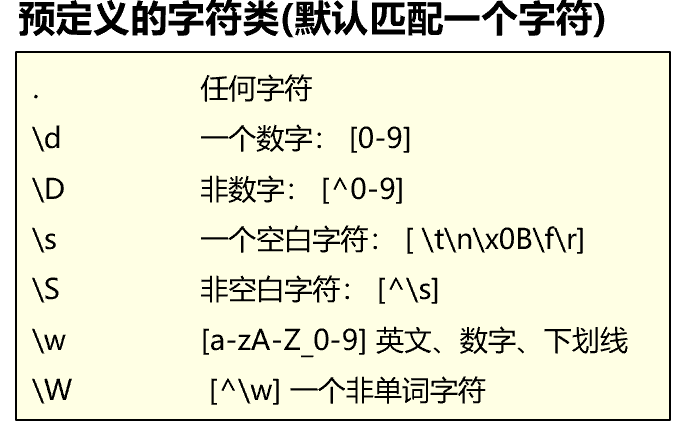 预定义的字符类(默认匹配一个字符)
. 任何字符
\d 一个数字： [0-9]
\D 非数字： [^0-9]
\s 一个空白字符： [ \t\n\x0B\f\r]
\S 非空白字符： [^\s]
\w [a-zA-Z_0-9] 英文、数字、下划线
\W [^\w] 一个非单词字符